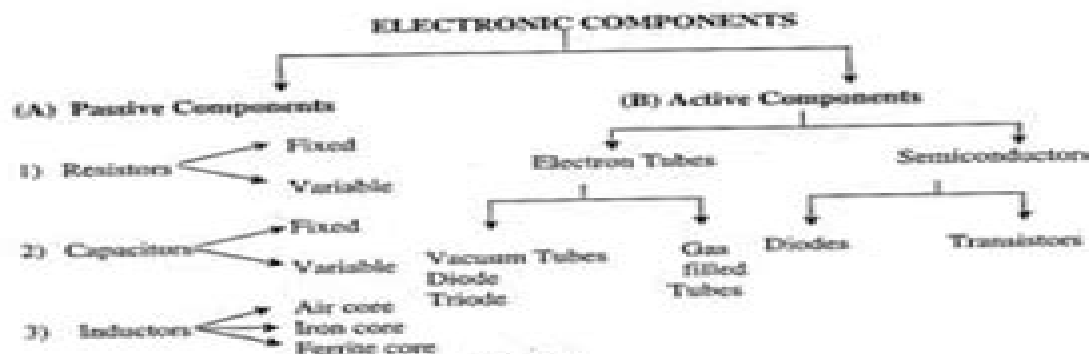 ELECTRONIC COMPONENTS
(A) Passive Components
(B) Active Components
1) Resistors
Fixed
Variable
Electron Tubes
Semiconductors
2) Capacitors
Fixed
Variable
Vacuum Tubes
Diode
Triode
Gas
filled
Tubes
Diodes
Transistors
3) Inductors
Air core
Iron core
core